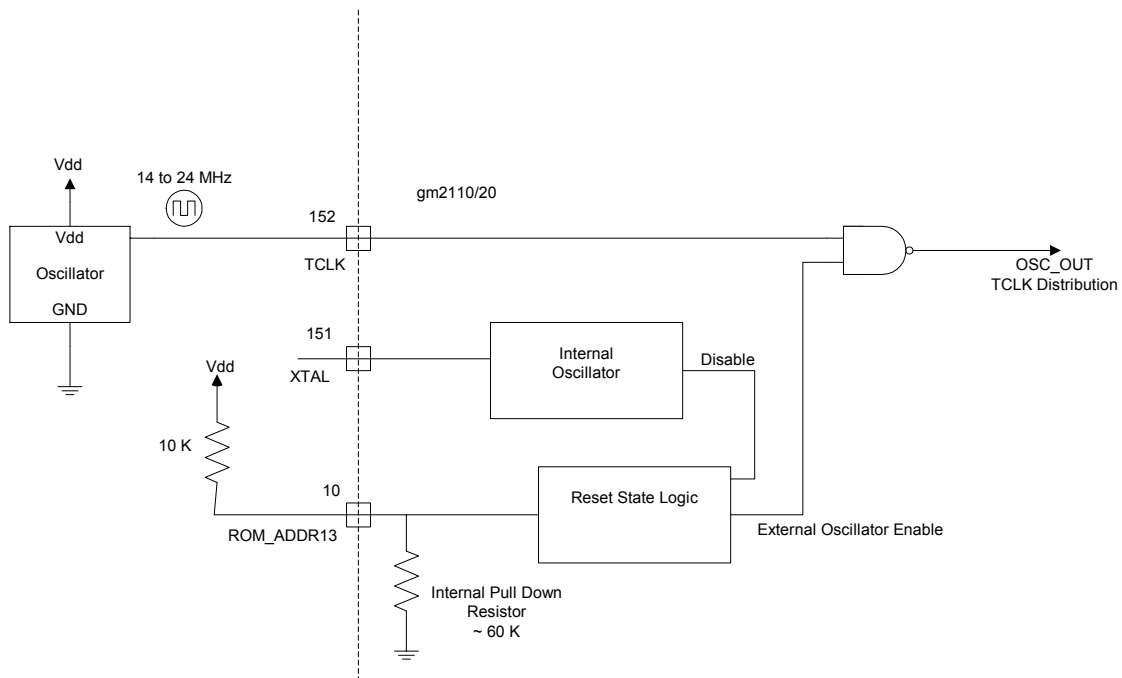 Vdd
14 to 24 MHz
gm2110/20
152
Vdd
TCLK
Oscillator
OSC_OUT
TCLK Distribution
GND
151
Internal
Oscillator
Disable
XTAL
Vdd
10 K
10
Reset State Logic
ROM_ADDR13
External Oscillator Enable
Internal Pull Down
Resistor
~ 60 K